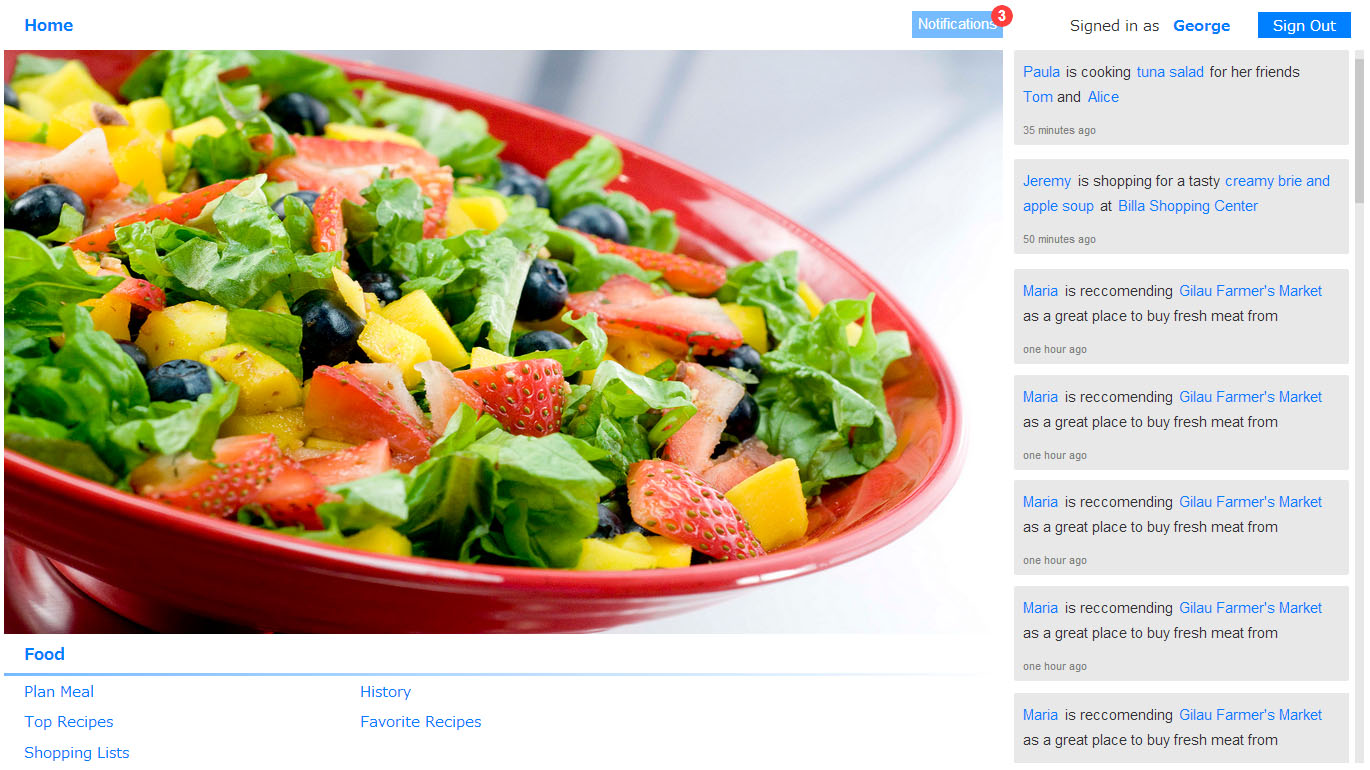 Home
Notifications 3
Signed in as George
Sign Out
Paula is cooking tuna salad for her friends
Tom and Alice
35 minutes ago
Jeremy is shopping for a tasty creamy brie and
apple soup at Billa Shopping Center
50 minutes ago
Maria is reccomending Gilau Farmer's Market
as a great place to buy fresh meat from
one hour ago
Maria is reccomending Gilau Farmer's Market
as a great place to buy fresh meat from
one hour ago
Maria is reccomending Gilau Farmer's Market
as a great place to buy fresh meat from
one hour ago
Maria is reccomending Gilau Farmer's Market
as a great place to buy fresh meat from
one hour ago
Maria is reccomending Gilau Farmer's Market
as a great place to buy fresh meat from
Food
Plan Meal
Top Recipes
Shopping Lists
History
Favorite Recipes